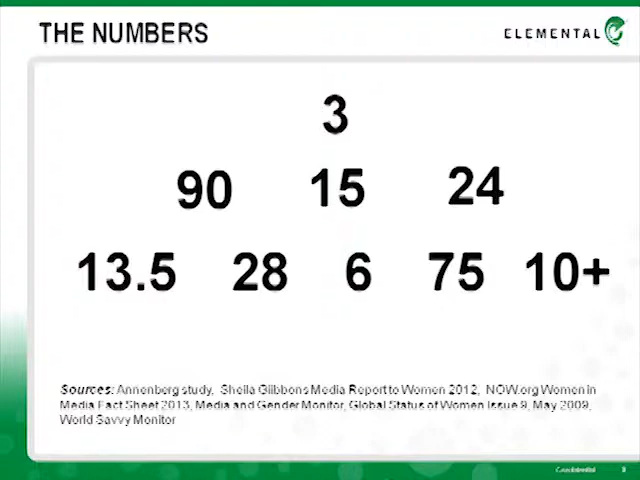 THE NUMBERS
ELEMENTAL
3
90 15 24
13.5 28 6 75 10+
Sources: Annenberg study, Sheila Gibbons Media Report to Women 2012, NOW.org Women in
Media Fact Sheet 2013, Media and Gender Monitor, Global Status of Women Issue 9, May 2009,
World Savvy Monitor
Confidential